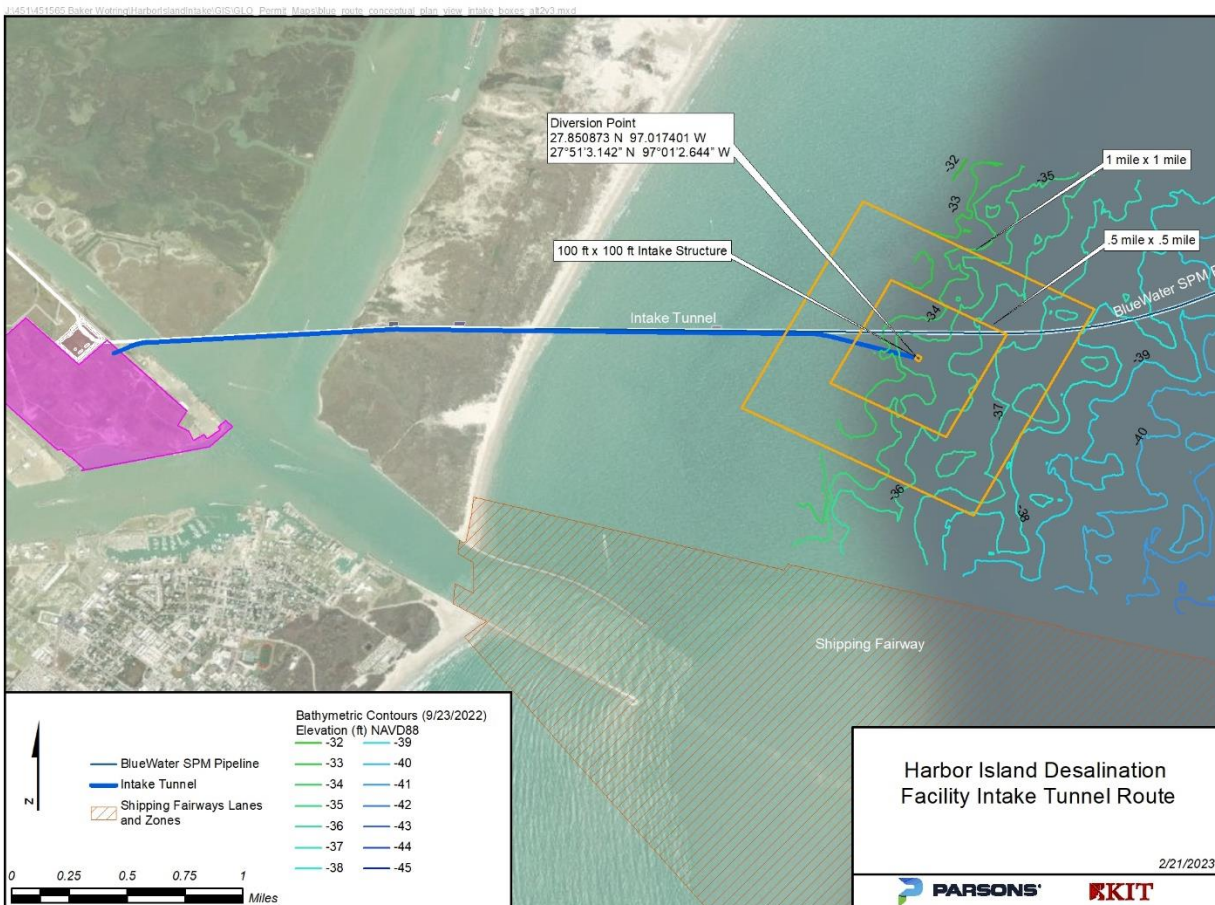 J:\451\451565 Baker Wotring\HarborIslandIntake\GIS\GLO_Permit_Maps\blue_route_conceptual_plan_view_intake_boxes_alt2v3.mxd
Diversion Point
27.850873 N 97.017401 W
27°51'3.142" N 97°01'2.644" W
1 mile x 1 mile
.5 mile x .5 mile
100 ft x 100 ft Intake Structure
Intake Tunnel
BlueWater SPM
-32
-33
-35
-34
-39
-37
-40
-36
-38
Shipping Fairway
N
BlueWater SPM Pipeline
Intake Tunnel
Shipping Fairways Lanes
and Zones
0 0.25 0.5 0.75 1
Miles
Bathymetric Contours (9/23/2022)
Elevation (ft) NAVD88
-32 -39
-33 -40
-34 -41
-35 -42
-36 -43
-37 -44
-38 -45
Harbor Island Desalination
Facility Intake Tunnel Route
2/21/2023
PARSONS
KIT